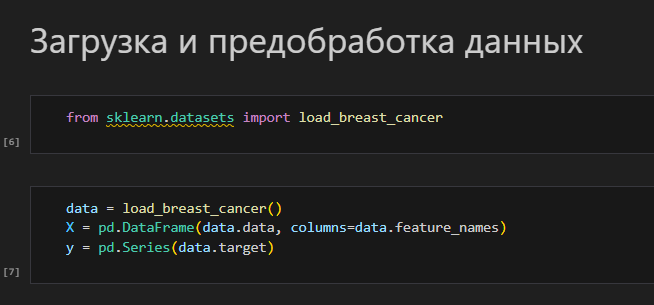 Загрузка и предобработка данных
from sklearn.datasets import load_breast_cancer
[6]
data = load_breast_cancer()
X = pd.DataFrame(data.data, columns=data.feature_names)
y = pd.Series(data.target)
[7]